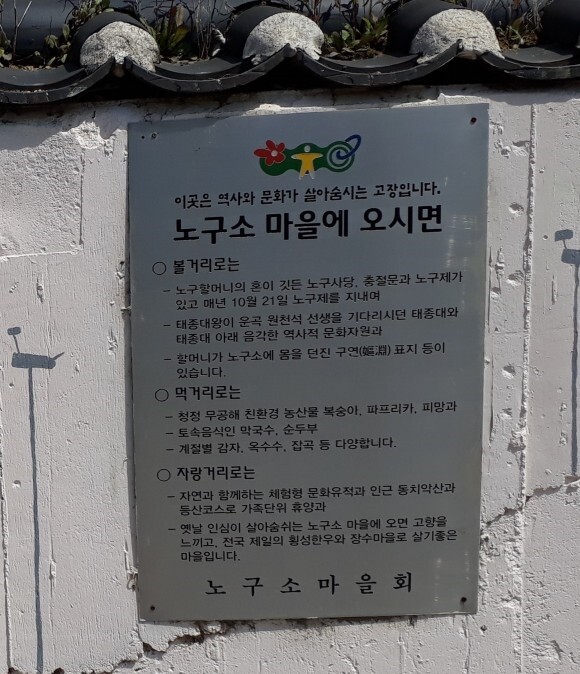 이곳은 역사와 문화가 살아숨시는 고장입니다.
노구소 마을에 오시면
○ 볼거리로는
- 노구할머니의 혼이 깃든 노구사당, 충절문과 노구제가
있고 매년 10월 21일 노구제를 지내며
- 태종대왕이 운곡 원천석 선생을 기다리시던 태종대와
태종대 아래 음각한 역사적 문화자원과
- 할머니가 노구소에 몸을 던진 구연(嫗淵) 표지 등이
있습니다.
○ 먹거리로는
- 청정 무공해 친환경 농산물 복숭아, 파프리카, 피망과
- 토속음식인 막국수, 순두부
- 계절별 감자, 옥수수, 잡곡 등 다양합니다.
○ 자랑거리로는
- 자연과 함께하는 체험형 문화유적과 인근 동치악산과
등산코스로 가족단위 휴양과
- 옛날 인심이 살아숨쉬는 노구소 마을에 오면 고향을
느끼고, 전국 제일의 횡성한우와 장수마을로 살기좋은
마을입니다.
노구소마을회